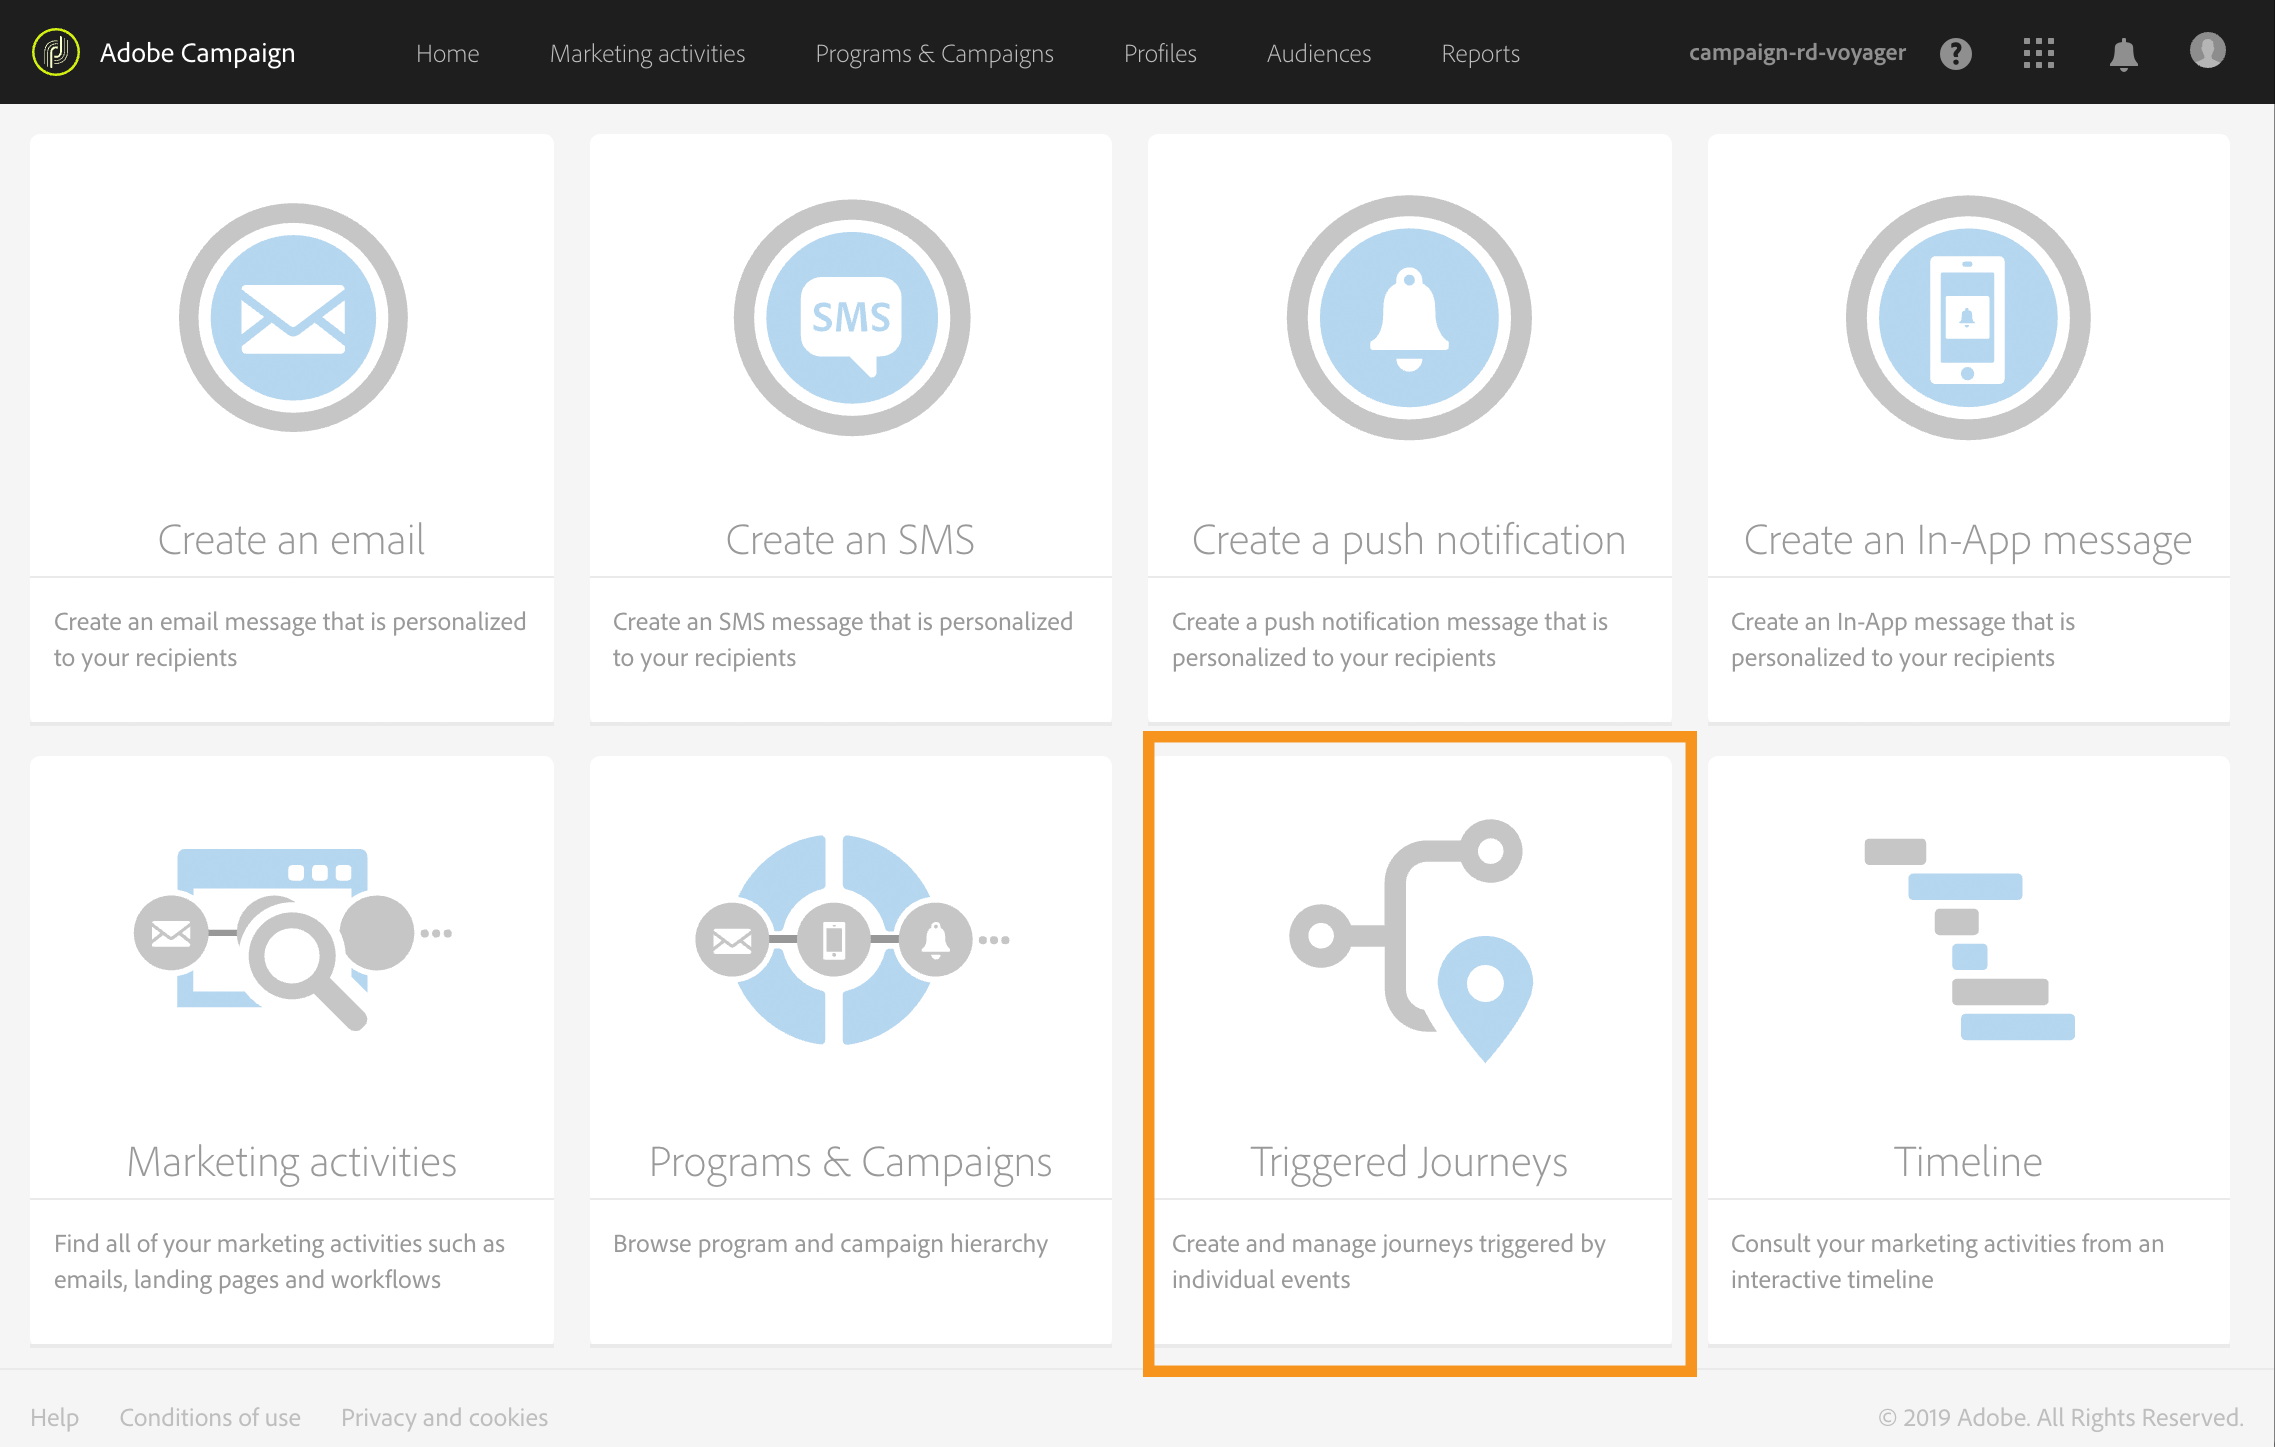 Adobe Campaign Home Marketing activities Programs & Campaigns Profiles Audiences Reports campaign-rd-voyager ?
SMS
Create an email
Create an email message that is personalized
to your recipients
Create an SMS
Create an SMS message that is personalized
to your recipients
Create a push notification
Create a push notification message that is
personalized to your recipients
Create an In-App message
Create an In-App message that is
personalized to your recipients
Marketing activities
Find all of your marketing activities such as
emails, landing pages and workflows
Programs & Campaigns
Browse program and campaign hierarchy
Triggered Journeys
Create and manage journeys triggered by
individual events
Timeline
Consult your marketing activities from an
interactive timeline
Help Conditions of use Privacy and cookies © 2019 Adobe. All Rights Reserved.